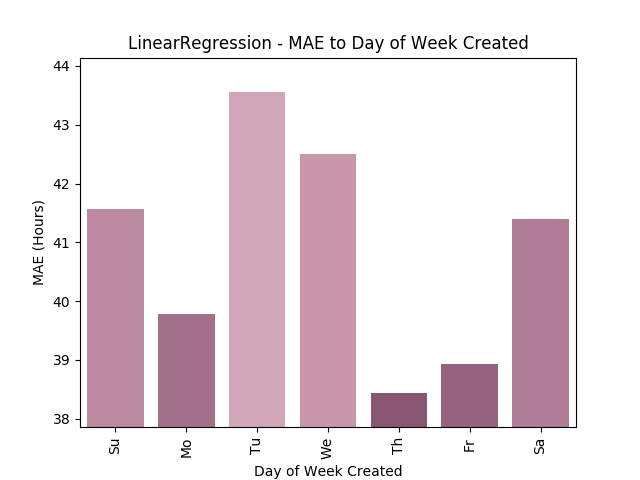 LinearRegression - MAE to Day of Week Created
44
43
42
41
40
39
38
MAE (Hours)
Su
Mo
Tu
We
Th
Fr
Sa
Day of Week Created